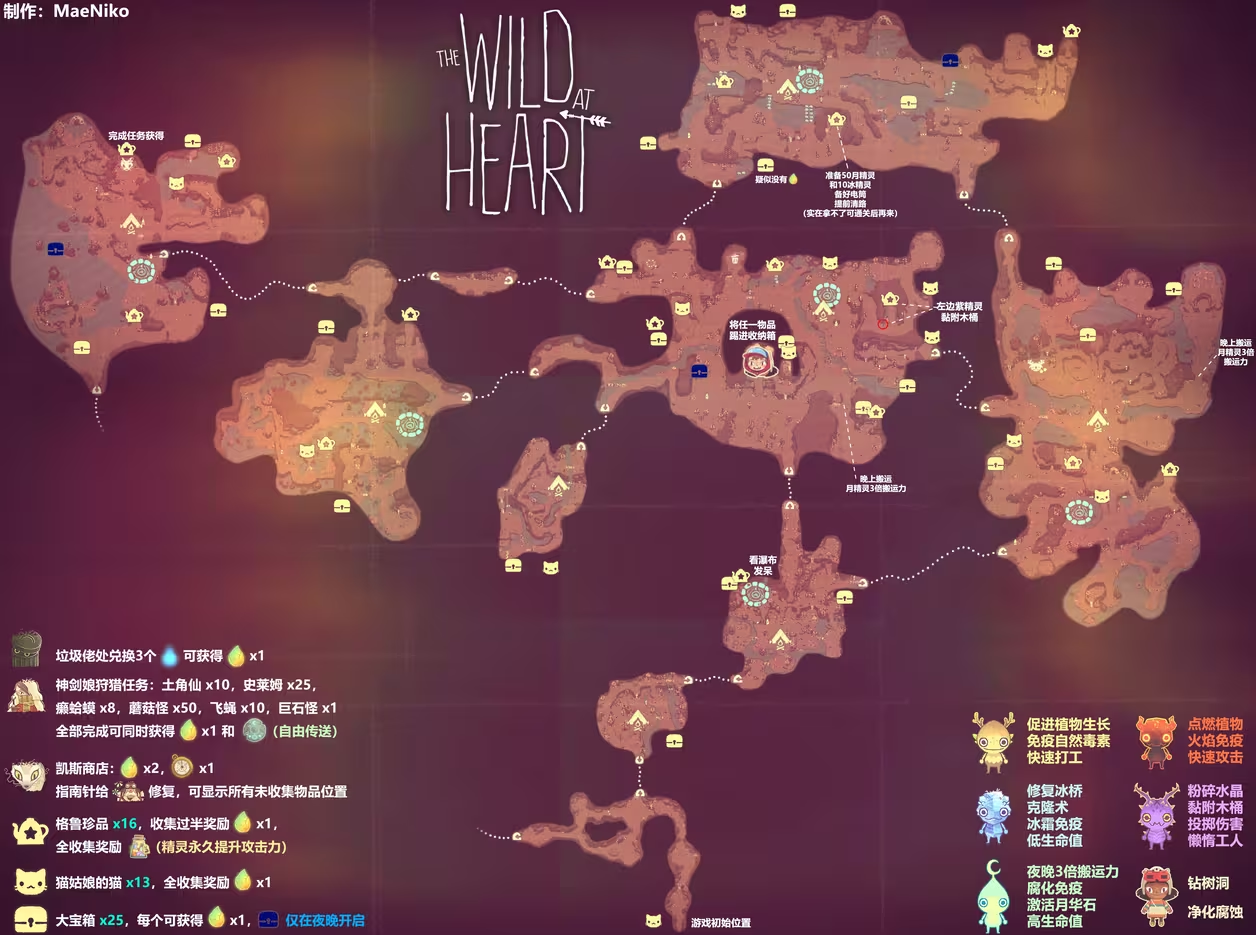 制作：MaeNiko
THE
WILD
AT
HEART
完成任务获得
疑似没有
准备50月精灵
和10冰精灵
备好电筒
提前清路
（实在拿不了可通关后再来）
左边紫精灵
黏附木桶
将任一物品
踢进收纳箱
晚上搬运
月精灵3倍
搬运力
晚上搬运
月精灵3倍搬运力
看瀑布
发呆
垃圾佬处兑换3个 可获得 x1
神剑娘狩猎任务：土角仙 x10，史莱姆 x25，
癞蛤蟆 x8，蘑菇怪 x50，飞蝇 x10，巨石怪 x1
全部完成可同时获得 x1 和 （自由传送）
凯斯商店： x2， x1
指南针给 修复，可显示所有未收集物品位置
格鲁珍品 x16，收集过半奖励 x1，
全收集奖励 （精灵永久提升攻击力）
猫姑娘的猫 x13，全收集奖励 x1
大宝箱 x25，每个可获得 x1， 仅在夜晚开启
游戏初始位置
促进植物生长
免疫自然毒素
快速打工
点燃植物
火焰免疫
快速攻击
修复冰桥
克隆术
冰霜免疫
低生命值
粉碎水晶
黏附木桶
投掷伤害
懒惰工人
夜晚3倍搬运力
腐化免疫
激活月华石
高生命值
钻树洞
净化腐蚀